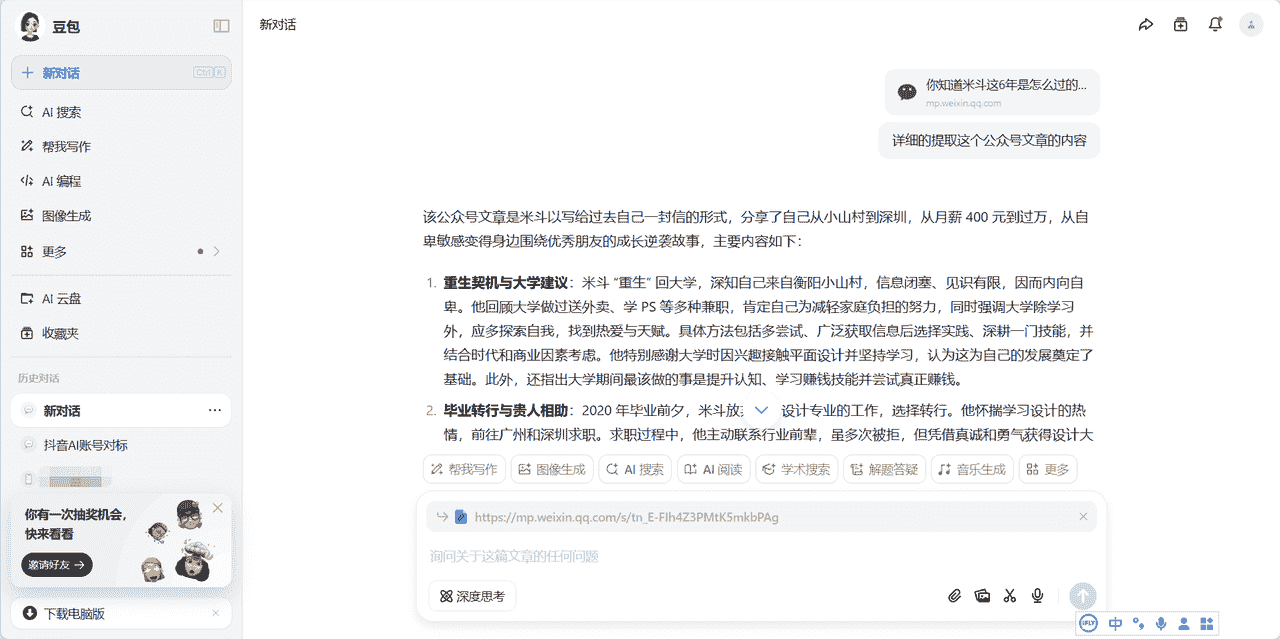 豆包
新对话 Ctrl K
AI 搜索
帮我写作
AI 编程
图像生成
更多
AI 云盘
收藏夹
历史对话
新对话
抖音AI账号对标
你有一次抽奖机会，
快来看看
邀请好友 →
下载电脑版
新对话
你知道米斗这6年是怎么过的...
mp.weixin.qq.com
详细的提取这个公众号文章的内容
该公众号文章是米斗以写给过去自己一封信的形式，分享了自己从小山村到深圳，从月薪 400 元到过万，从自
卑敏感变得身边围绕优秀朋友的成长逆袭故事，主要内容如下：
1. 重生契机与大学建议：米斗 “重生” 回大学，深知自己来自衡阳小山村，信息闭塞、见识有限，因而内向自
卑。他回顾大学做过送外卖、学 PS 等多种兼职，肯定自己为减轻家庭负担的努力，同时强调大学除学习
外，应多探索自我，找到热爱与天赋。具体方法包括多尝试、广泛获取信息后选择实践、深耕一门技能，并
结合时代和商业因素考虑。他特别感谢大学时因兴趣接触平面设计并坚持学习，认为这为自己的发展奠定了
基础。此外，还指出大学期间最该做的事是提升认知、学习赚钱技能并尝试真正赚钱。
2. 毕业转行与贵人相助：2020 年毕业前夕，米斗放 设计专业的工作，选择转行。他怀揣学习设计的热
情，前往广州和深圳求职。求职过程中，他主动联系行业前辈，虽多次被拒，但凭借真诚和勇气获得设计大
帮我写作 图像生成 AI 搜索 AI 阅读 学术搜索 解题答疑 音乐生成 更多
https://mp.weixin.qq.com/s/tn_E-FIh4Z3PMtK5mkbPAg
询问关于这篇文章的任何问题
深度思考
iFLY 中